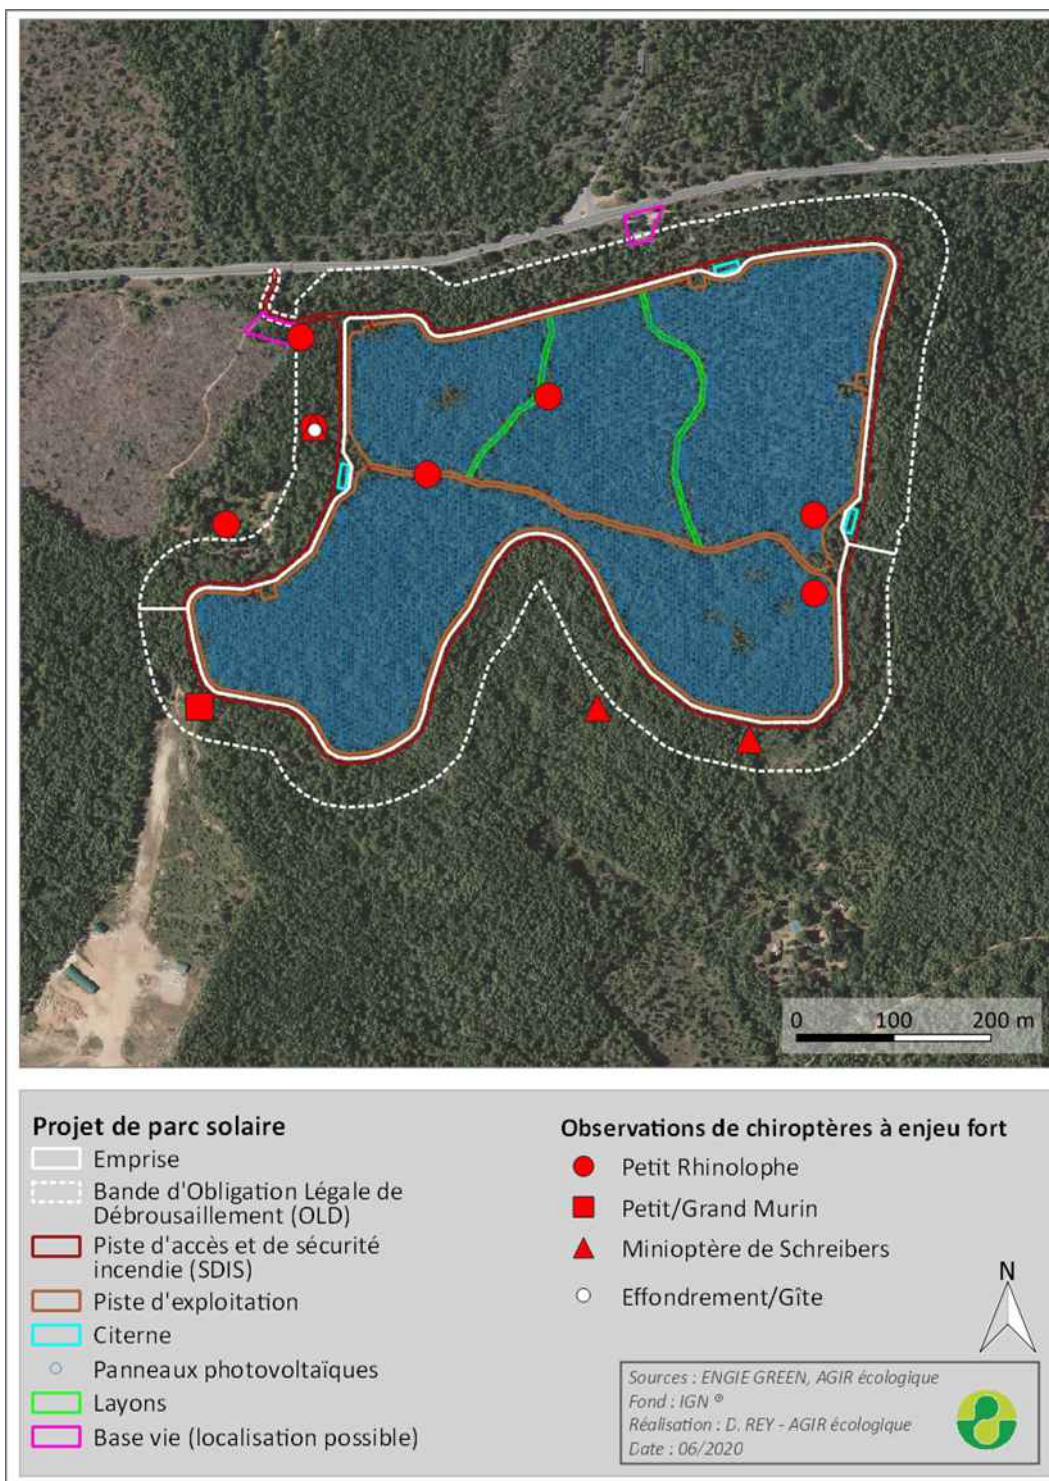 0 100 200 m
Projet de parc solaire
Emprise
Bande d'Obligation Légale de
Débrousaillement (OLD)
Piste d'accès et de sécurité
incendie (SDIS)
Piste d'exploitation
Citerne
Panneaux photovoltaïques
Layons
Base vie (localisation possible)
Observations de chiroptères à enjeu fort
Petit Rhinolophe
Petit/Grand Murin
Minioptère de Schreibers
Effondrement/Gîte
N
Sources : ENGIE GREEN, AGIR écologique
Fond : IGN ®
Réalisation : D. REY - AGIR écologique
Date : 06/2020